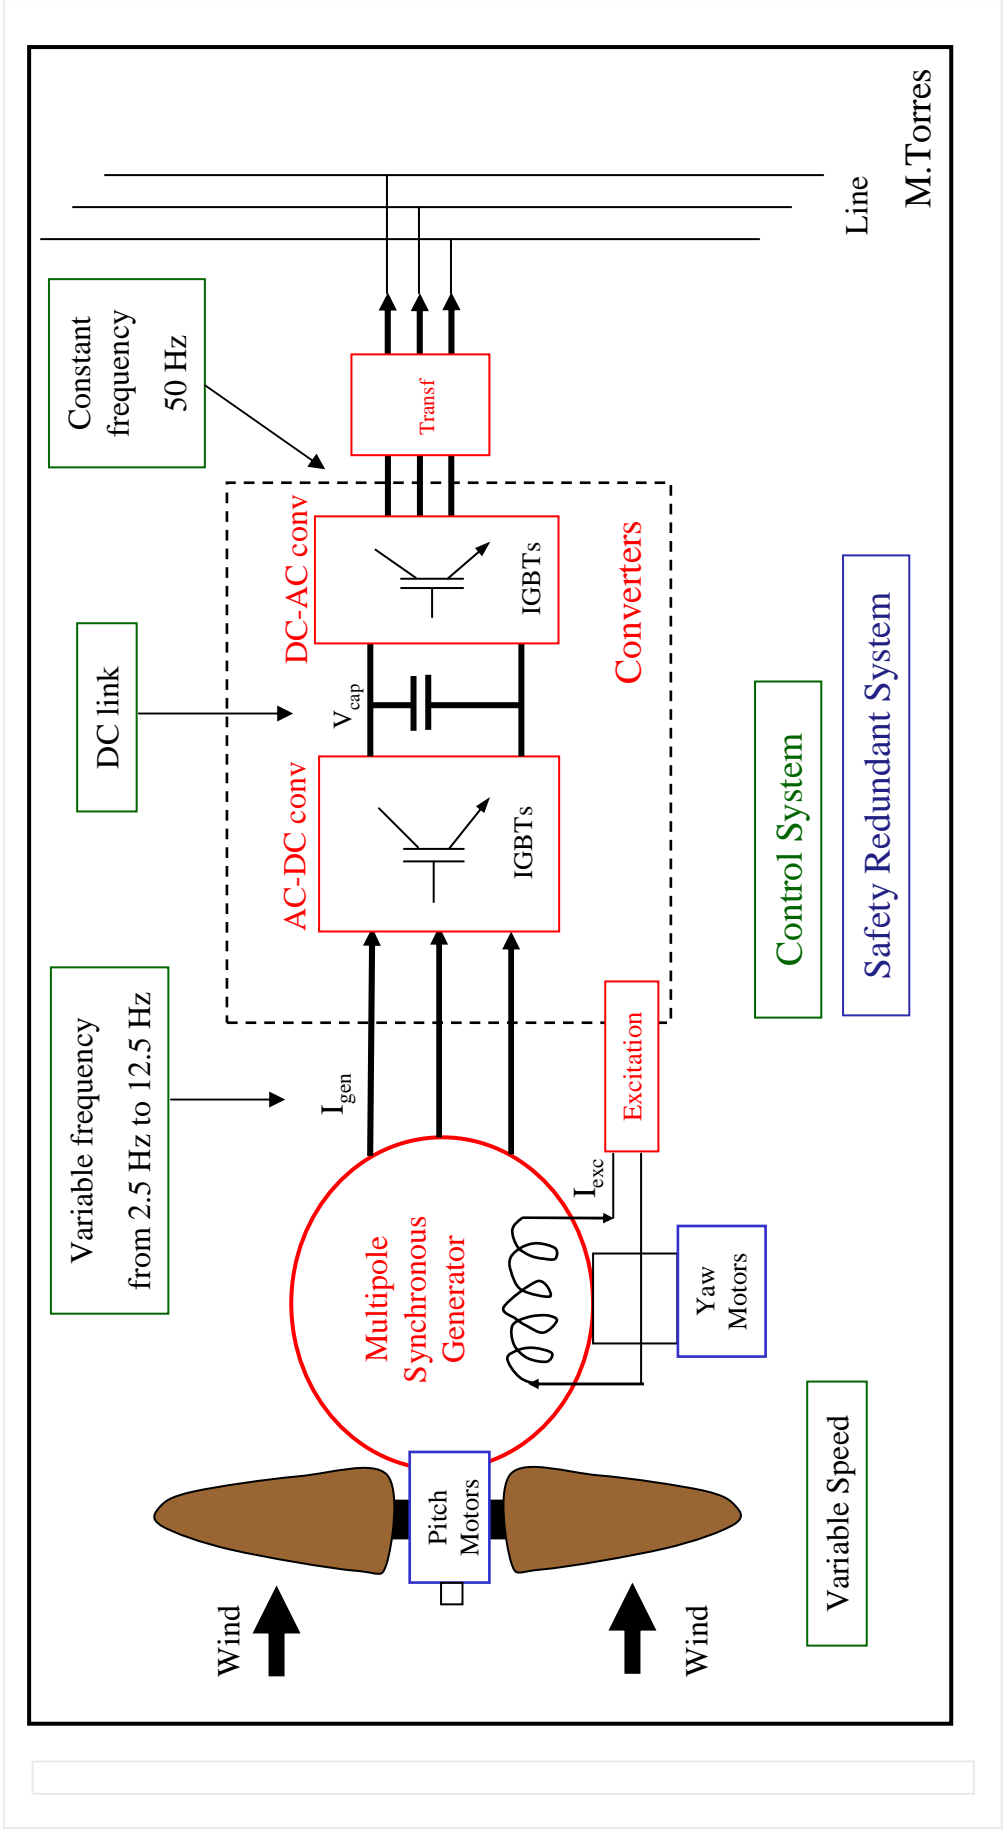 Variable frequency
from 2.5 Hz to 12.5 Hz
DC link
Constant
frequency
50 Hz
Wind
Wind
Pitch
Motors
Multipole
Synchronous
Generator
Igen
Iexc
Excitation
Yaw
Motors
AC-DC conv
IGBTs
Vcap
DC-AC conv
IGBTs
Converters
Transf
Line
Variable Speed
Control System
Safety Redundant System
M.Torres